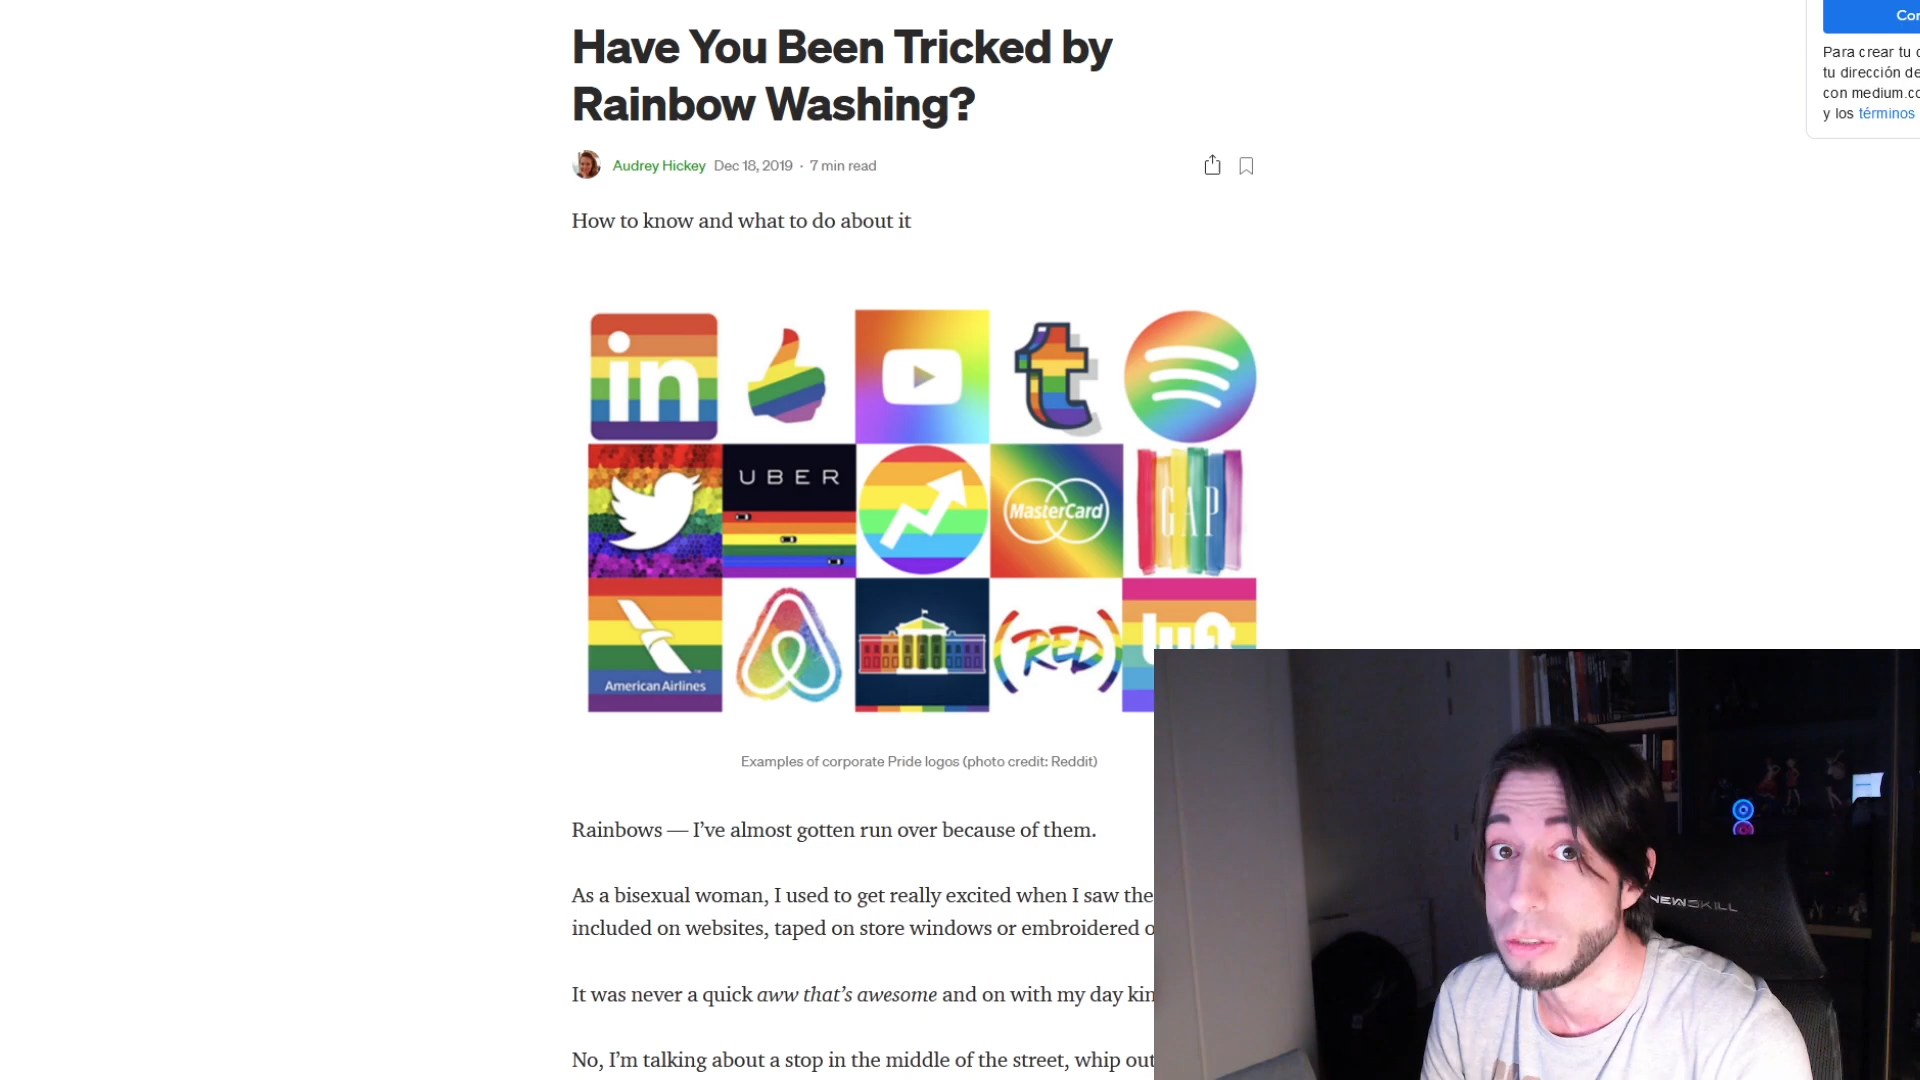 Have You Been Tricked by
Rainbow Washing?
Audrey Hickey Dec 18, 2019 · 7 min read
How to know and what to do about it
in
t
UBER
MasterCard
GAP
American Airlines
(RED)
Examples of corporate Pride logos (photo credit: Reddit)
Rainbows — I’ve almost gotten run over because of them.
As a bisexual woman, I used to get really excited when I saw the
included on websites, taped on store windows or embroidered
It was never a quick aww that’s awesome and on with my day
No, I’m talking about a stop in the middle of the street, whip out
Para crear tu
tu dirección de
con
y los términos
NEWSKILL